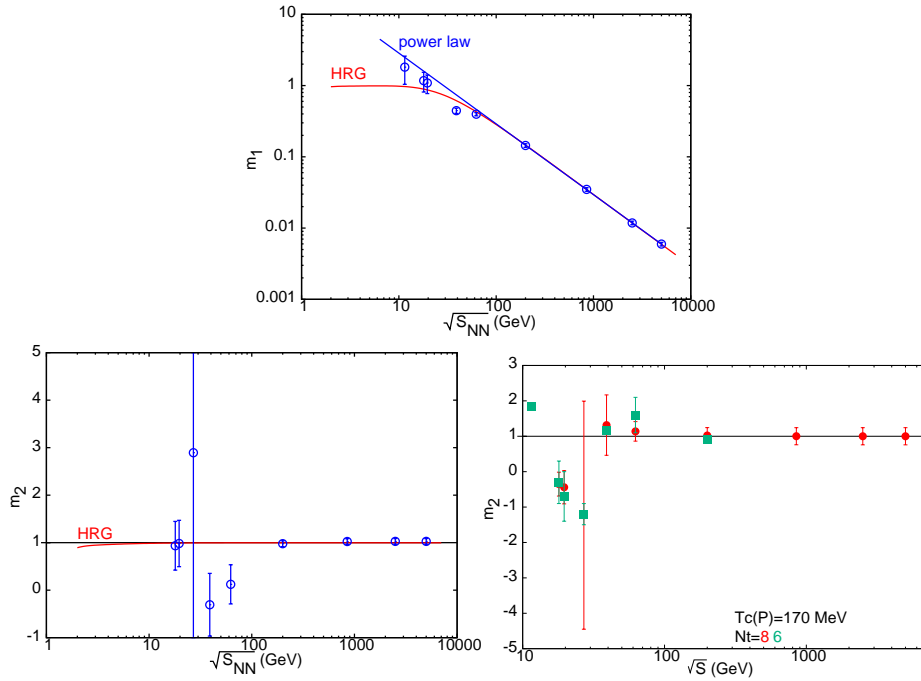 10
power law
HRG
1
m1
0.1
0.01
0.001
1 10 100 1000 10000
√SNN (GeV)
5
4
3
2
m2
HRG
1
0
-1
1 10 100 1000 10000
√SNN (GeV)
3
2
1
0
m2
-1
-2
-3
-4
-5
Tc(P)=170 MeV
Nt=8 6
10 100 1000
√S (GeV)